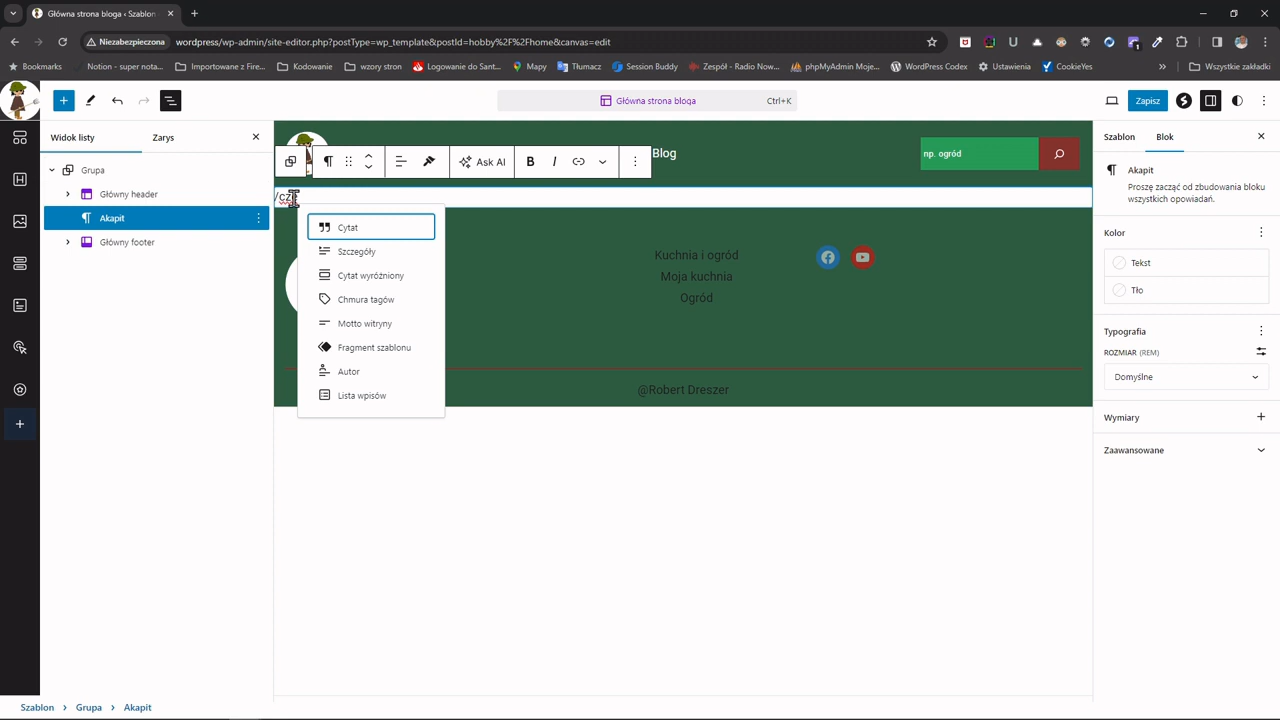 Główna strona bloga ‹ Szablon
Niezabezpieczona
wordpress/wp-admin/site-editor.php?postType=wp_template&postId=hobby%2F%2Fhome&canvas=edit
Bookmarks
Notion - super nota...
Importowane z Fire...
Kodowanie
wzory stron
Logowanie do Sant...
Mapy
Tłumacz
Session Buddy
Zespół - Radio Now...
phpMyAdmin Moje...
WordPress Codex
Ustawienia
CookieYes
Wszystkie zakładki
Główna strona bloga
Ctrl+K
Zapisz
Widok listy
Zarys
Grupa
Główny header
Akapit
Główny footer
Ask AI
B
I
Blog
np. ogród
/czę
Cytat
Szczegóły
Cytat wyróżniony
Chmura tagów
Motto witryny
Fragment szablonu
Autor
Lista wpisów
Kuchnia i ogród
Moja kuchnia
Ogród
@Robert Dreszer
Szablon
Blok
Akapit
Proszę zacząć od zbudowania bloku
wszystkich opowiadań.
Kolor
Tekst
Tło
Typografia
ROZMIAR (REM)
Domyślne
Wymiary
Zaawansowane
Szablon › Grupa › Akapit